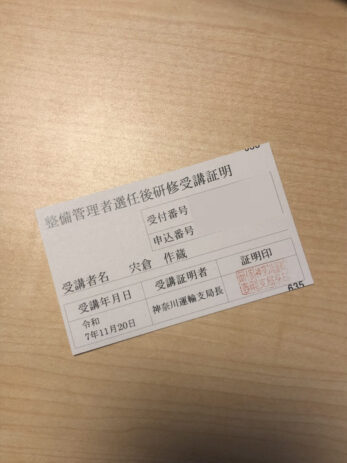 整備管理者選任後研修受講証明
受付番号
申込番号
受講者名 宍倉 作蔵
受講年月日 受講証明者 証明印
令和
7年11月20日 神奈川運輸支局長
635